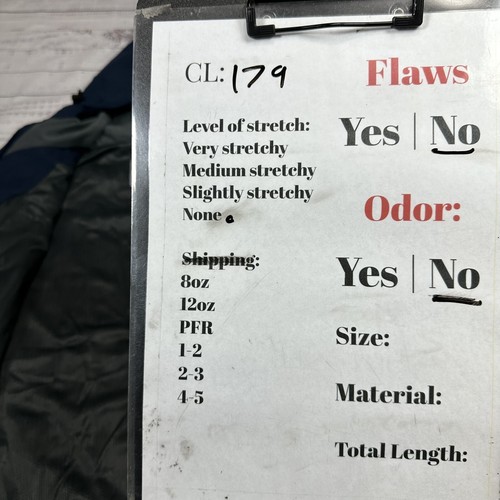 CL: 179
Flaws
Yes | No
Level of stretch:
Very stretchy
Medium stretchy
Slightly stretchy
None
Odor:
Yes | No
Shipping:
8oz
12oz
PFR
1-2
2-3
4-5
Size:
Material:
Total Length: